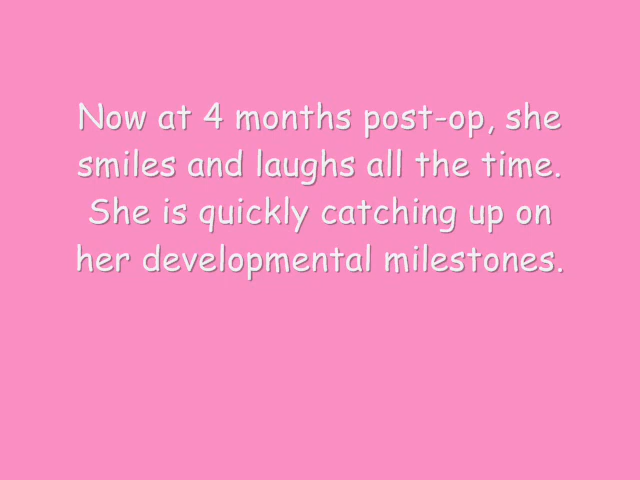 Now at 4 months post-op, she
smiles and laughs all the time.
She is quickly catching up on
her developmental milestones.